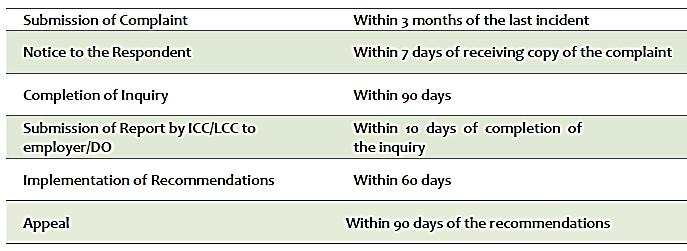 Submission of Complaint Within 3 months of the last incident
Notice to the Respondent Within 7 days of receiving copy of the complaint
Completion of Inquiry Within 90 days
Submission of Report by ICC/LCC to Within 10 days of completion of
employer/DO the inquiry
Implementation of Recommendations Within 60 days
Appeal Within 90 days of the recommendations